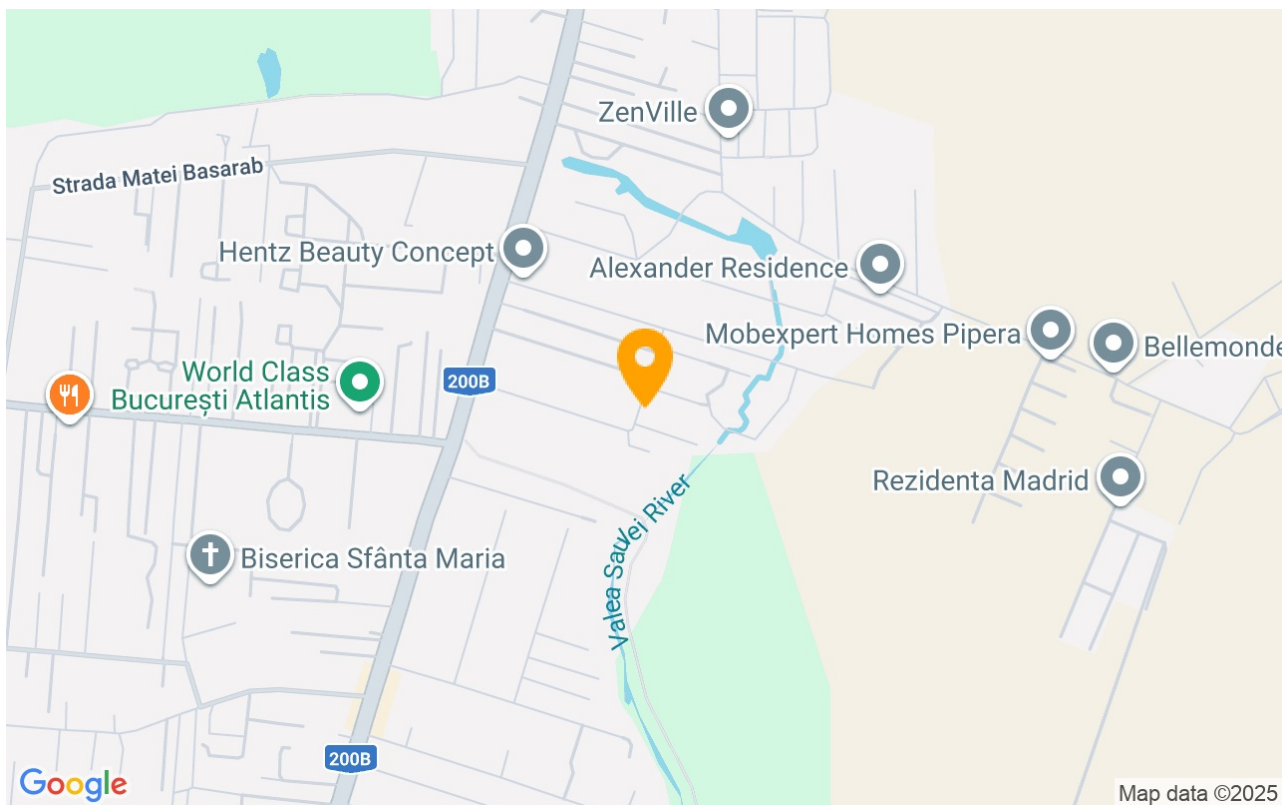 ZenVille
Strada Matei Basarab
Hentz Beauty Concept
Alexander Residence
Mobexpert Homes Pipera
Bellemonde
World Class
București Atlantis
200B
Rezidenta Madrid
Valea Saulei River
Biserica Sfânta Maria
200B
Google
Map data ©2025